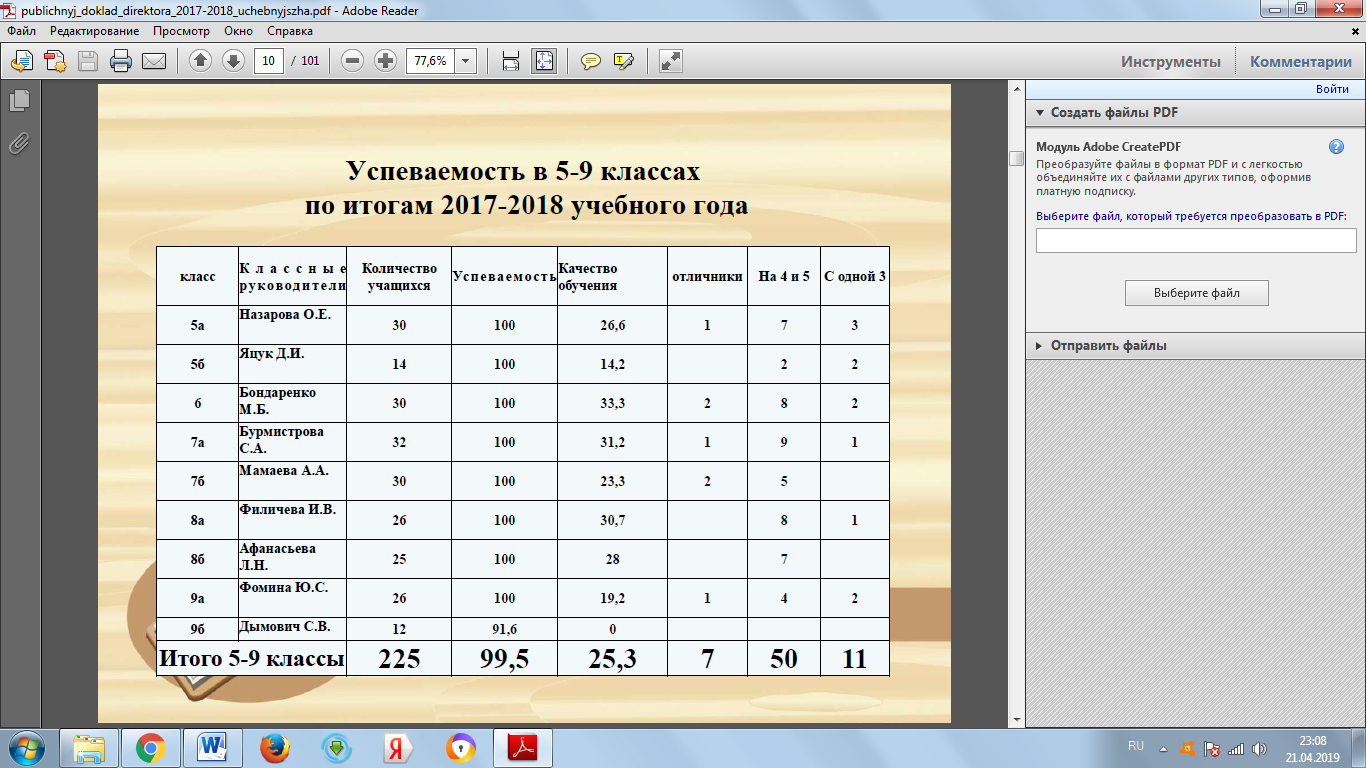 publichnyj_doklad_direktora_2017-2018_uchebnyjszha.pdf - Adobe Reader
Файл Редактирование Просмотр Окно Справка
10 / 101 77,6% Инструменты Комментарии
Войти
Создать файлы PDF
Модуль Adobe CreatePDF
Преобразуйте файлы в формат PDF и с легкостью
объединяйте их с файлами других типов, оформив
платную подписку.
Выберите файл, который требуется преобразовать в PDF:
Выберите файл
Отправить файлы
Успеваемость в 5-9 классах
по итогам 2017-2018 учебного года
класс Классные руководители Количество учащихся Успеваемость Качество обучения отличники На 4 и 5 С одной 3
5а Назарова О.Е. 30 100 26,6 1 7 3
5б Яцук Д.И. 14 100 14,2 2 2
6 Бондаренко М.Б. 30 100 33,3 2 8 2
7а Бурмистрова С.А. 32 100 31,2 1 9 1
7б Мамаева А.А. 30 100 23,3 2 5
8а Филичева И.В. 26 100 30,7 8 1
8б Афанасьева Л.Н. 25 100 28 7
9а Фомина Ю.С. 26 100 19,2 1 4 2
9б Дымович С.В. 12 91,6 0
Итого 5-9 классы 225 99,5 25,3 7 50 11
RU 23:08
21.04.2019